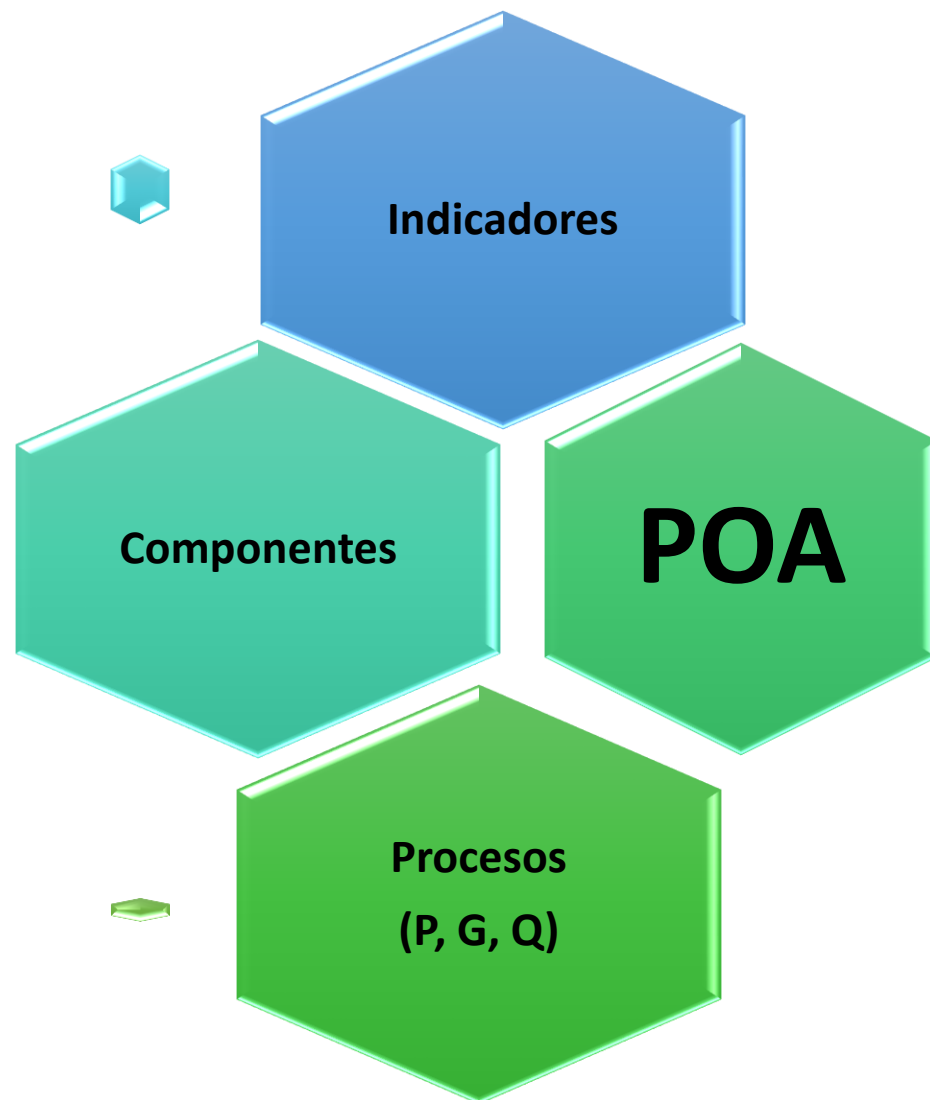 Indicadores
Componentes
POA
Procesos
(P, G, Q)